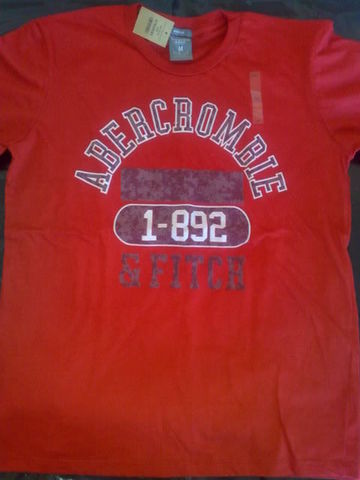 ABERCROMBIE
1-892
& FITCH